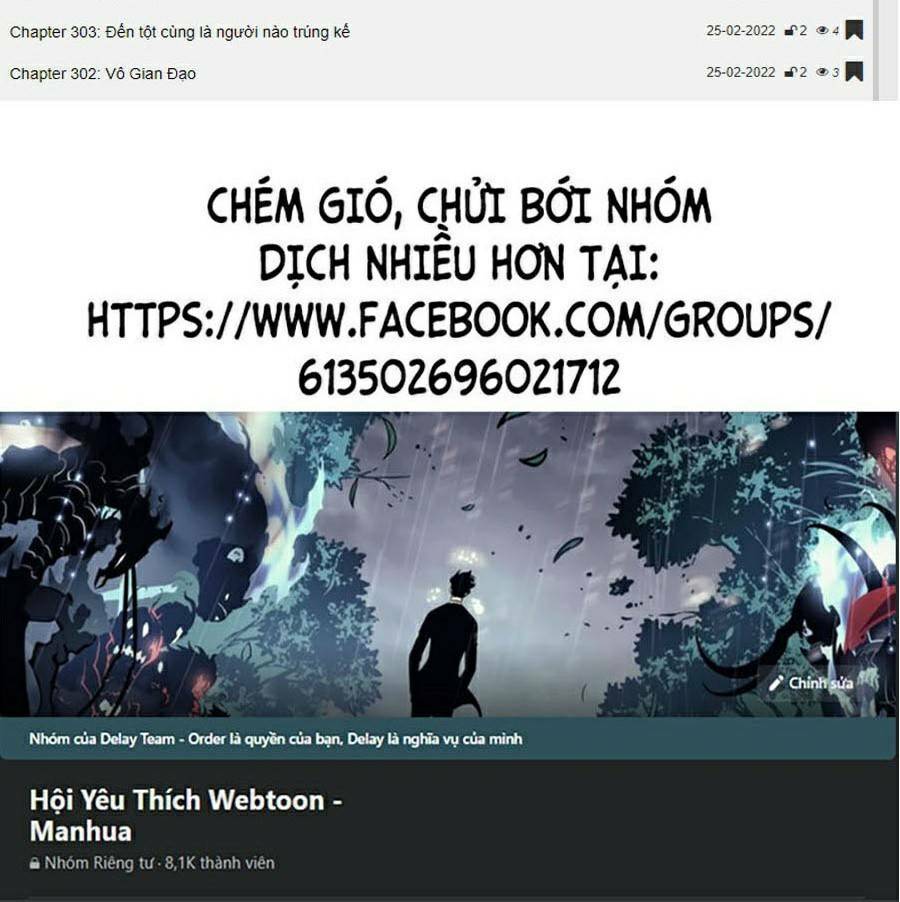 Chapter 303: Đến tột cùng là người nào trúng kế 25-02-2022 2 4
Chapter 302: Vô Gian Đạo 25-02-2022 2 3
CHÉM GIÓ, CHỬI BỚI NHÓM
DỊCH NHIỀU HƠN TẠI:
HTTPS://WWW.FACEBOOK.COM/GROUPS/
613502696021712
Chỉnh sửa
Nhóm của Delay Team - Order là quyền của bạn, Delay là nghĩa vụ của mình
Hội Yêu Thích Webtoon -
Manhua
Nhóm Riêng tư · 8,1K thành viên